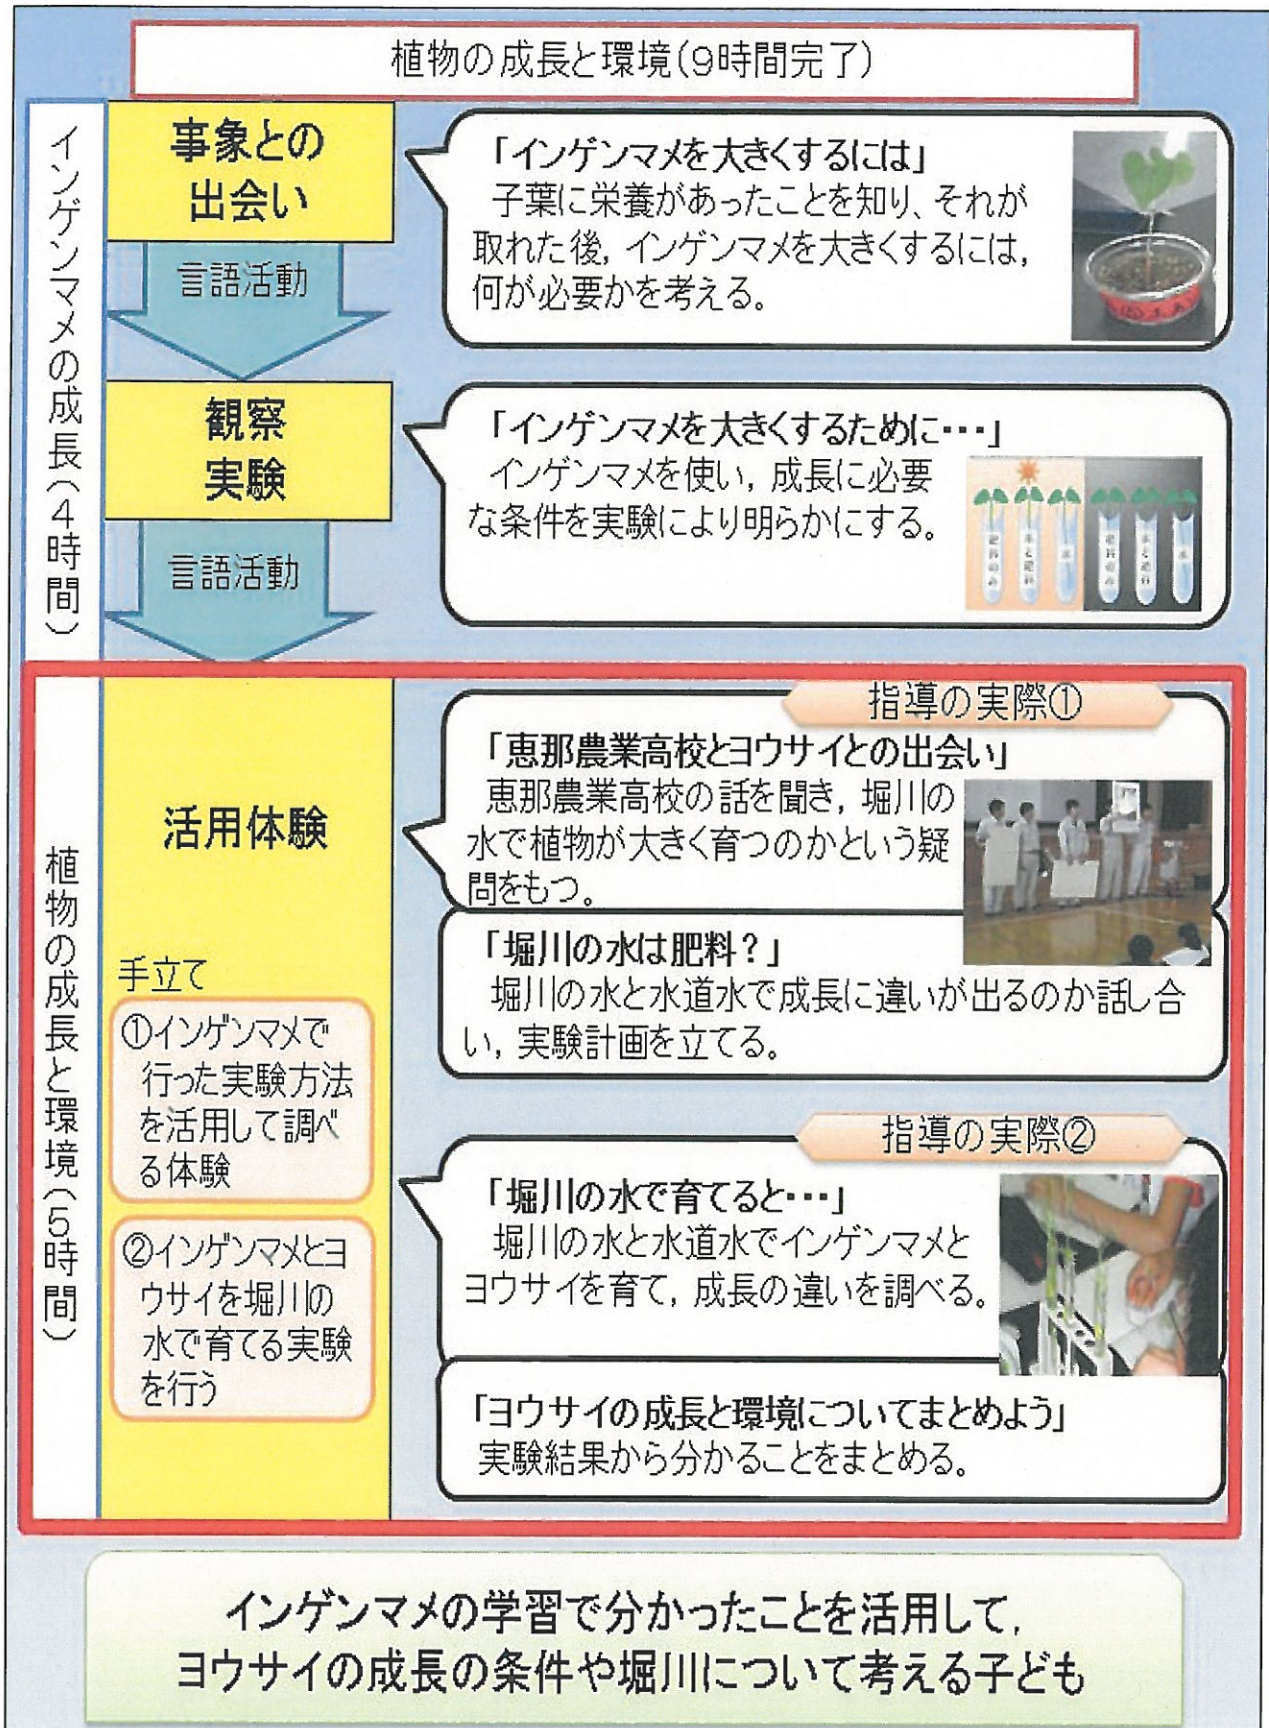 植物の成長と環境(9時間完了)
インゲンマメの成長(4時間)
事象との
出会い
言語活動
「インゲンマメを大きくするには」
子葉に栄養があったことを知り、それが
取れた後，インゲンマメを大きくするには，
何が必要かを考える。
観察
実験
言語活動
「インゲンマメを大きくするために・・・」
インゲンマメを使い，成長に必要
な条件を実験により明らかにする。
肥料のみ
水と肥料
水
肥料のみ
水と肥料
水
植物の成長と環境(5時間)
活用体験
手立て
①インゲンマメで
行った実験方法
を活用して調べ
る体験
②インゲンマメとヨ
ウサイを堀川の
水で育てる実験
を行う
指導の実際①
「恵那農業高校とヨウサイとの出会い」
恵那農業高校の話を聞き，堀川の
水で植物が大きく育つのかという疑
問をもつ。
「堀川の水は肥料？」
堀川の水と水道水で成長に違いが出るのか話し合
い，実験計画を立てる。
指導の実際②
「堀川の水で育てると・・・」
堀川の水と水道水でインゲンマメと
ヨウサイを育て，成長の違いを調べる。
「ヨウサイの成長と環境についてまとめよう」
実験結果から分かることをまとめる。
インゲンマメの学習で分かったことを活用して，
ヨウサイの成長の条件や堀川について考える子ども